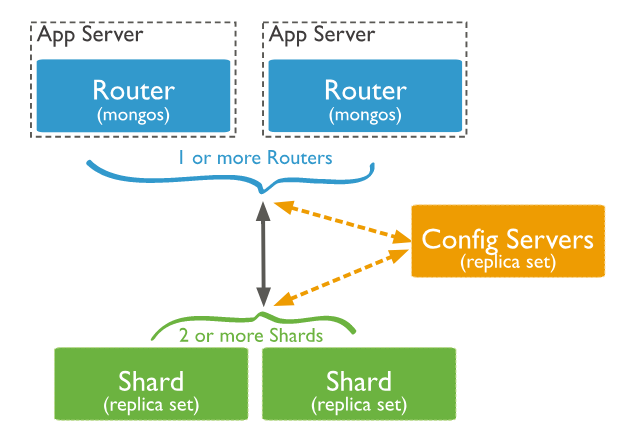 App Server
App Server
Router
(mongos)
Router
(mongos)
1 or more Routers
Config Servers
(replica set)
2 or more Shards
Shard
(replica set)
Shard
(replica set)